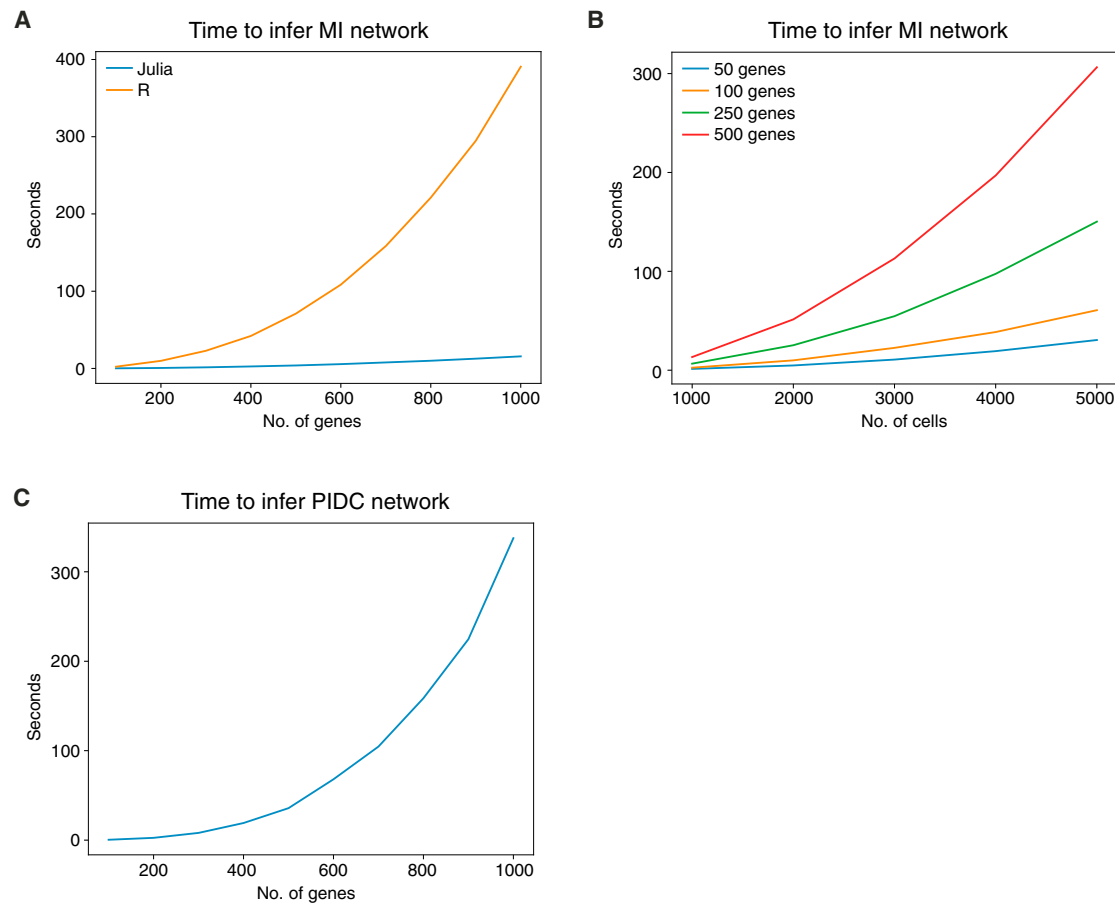 A
Time to infer MI network
Julia
R
400
300
200
100
0
Seconds
200
400
600
800
1000
No. of genes
B
Time to infer MI network
50 genes
100 genes
250 genes
500 genes
300
200
100
0
Seconds
1000
2000
3000
4000
5000
No. of cells
C
Time to infer PIDC network
300
200
100
0
Seconds
200
400
600
800
1000
No. of genes